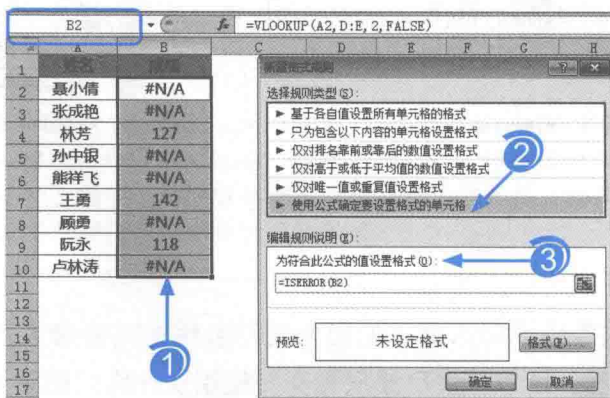 B2 fx =VLOOKUP(A2,D:E,2,FALSE)
A B C D E F G H
1
2 聂小倩 #N/A
3 张成艳 #N/A
4 林芳 127
5 孙中银 #N/A
6 熊祥飞 #N/A
7 王勇 142
8 顾勇 #N/A
9 阮永 118
10 卢林涛 #N/A
11
12
13
14
15
16
17
1
新建格式规则
选择规则类型(S):
► 基于各自值设置所有单元格的格式
► 只为包含以下内容的单元格设置格式
► 仅对排名靠前或靠后的数值设置格式
► 仅对高于或低于平均值的数值设置格式
► 仅对唯一值或重复值设置格式
► 使用公式确定要设置格式的单元格
2
编辑规则说明(E):
为符合此公式的值设置格式(O):
3
=ISERROR(B2)
预览:
未设定格式
格式(F)...
确定
取消